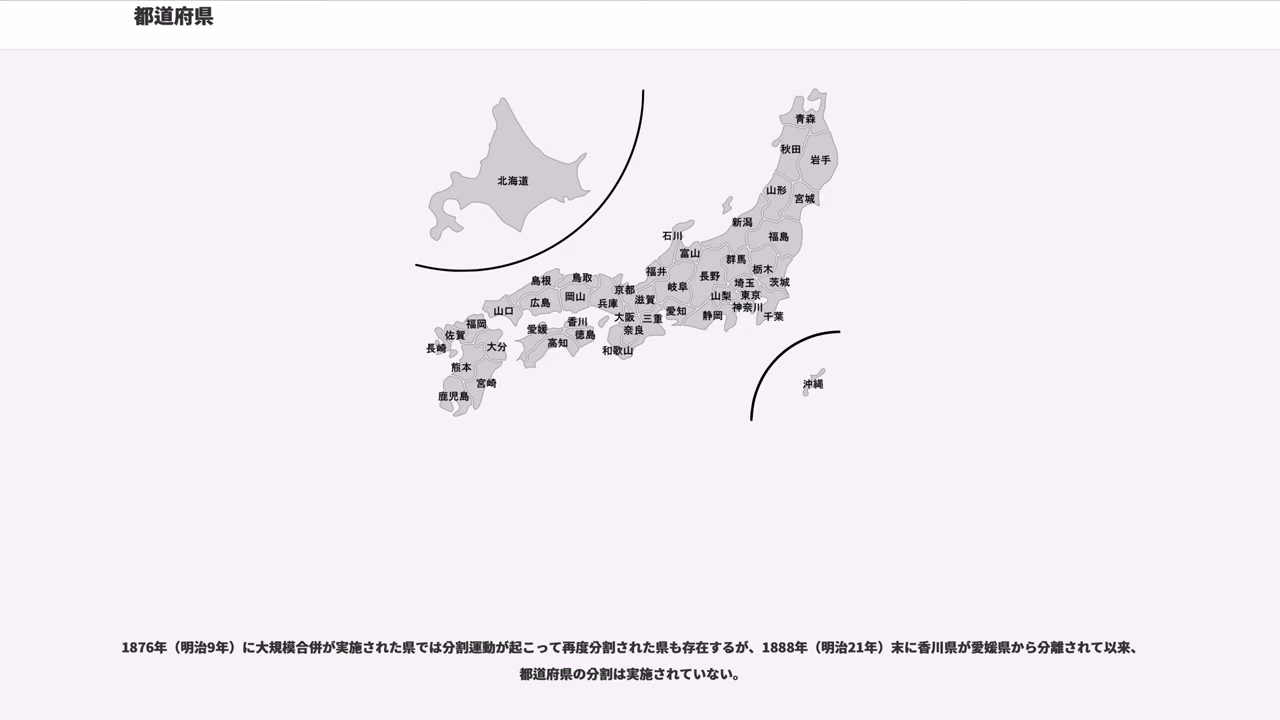 都道府県
青森
秋田
岩手
北海道
山形
宮城
新潟
石川
福島
富山
群馬
福井
栃木
長野
島根
鳥取
埼玉
茨城
岐阜
京都
山梨
東京
岡山
滋賀
広島
兵庫
神奈川
山口
愛知
静岡
千葉
大阪
三重
香川
福岡
愛媛
奈良
佐賀
徳島
高知
長崎
大分
和歌山
熊本
宮崎
沖縄
鹿児島
1876年（明治9年）に大規模合併が実施された県では分割運動が起こって再度分割された県も存在するが、1888年（明治21年）末に香川県が愛媛県から分離されて以来、
都道府県の分割は実施されていない。